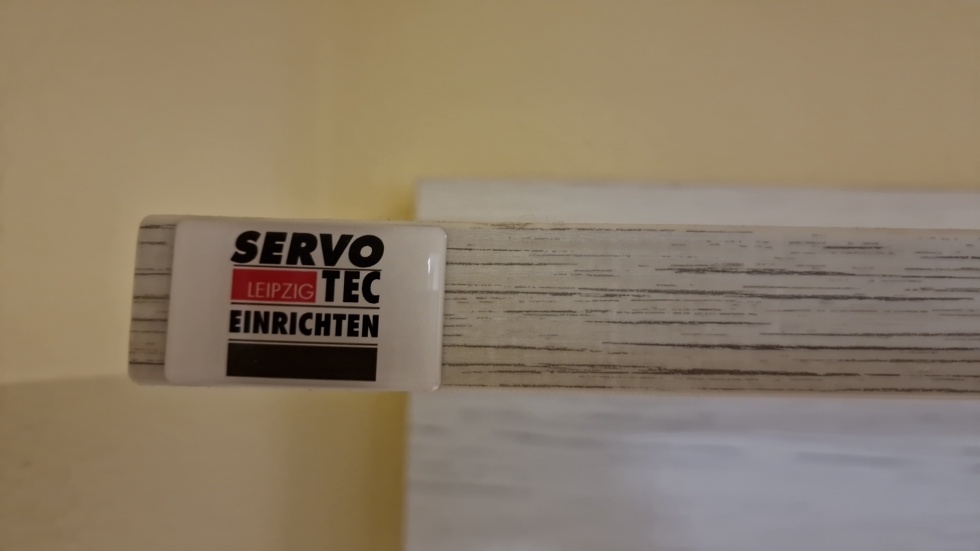 SERVO
LEIPZIG TEC
EINRICHTEN